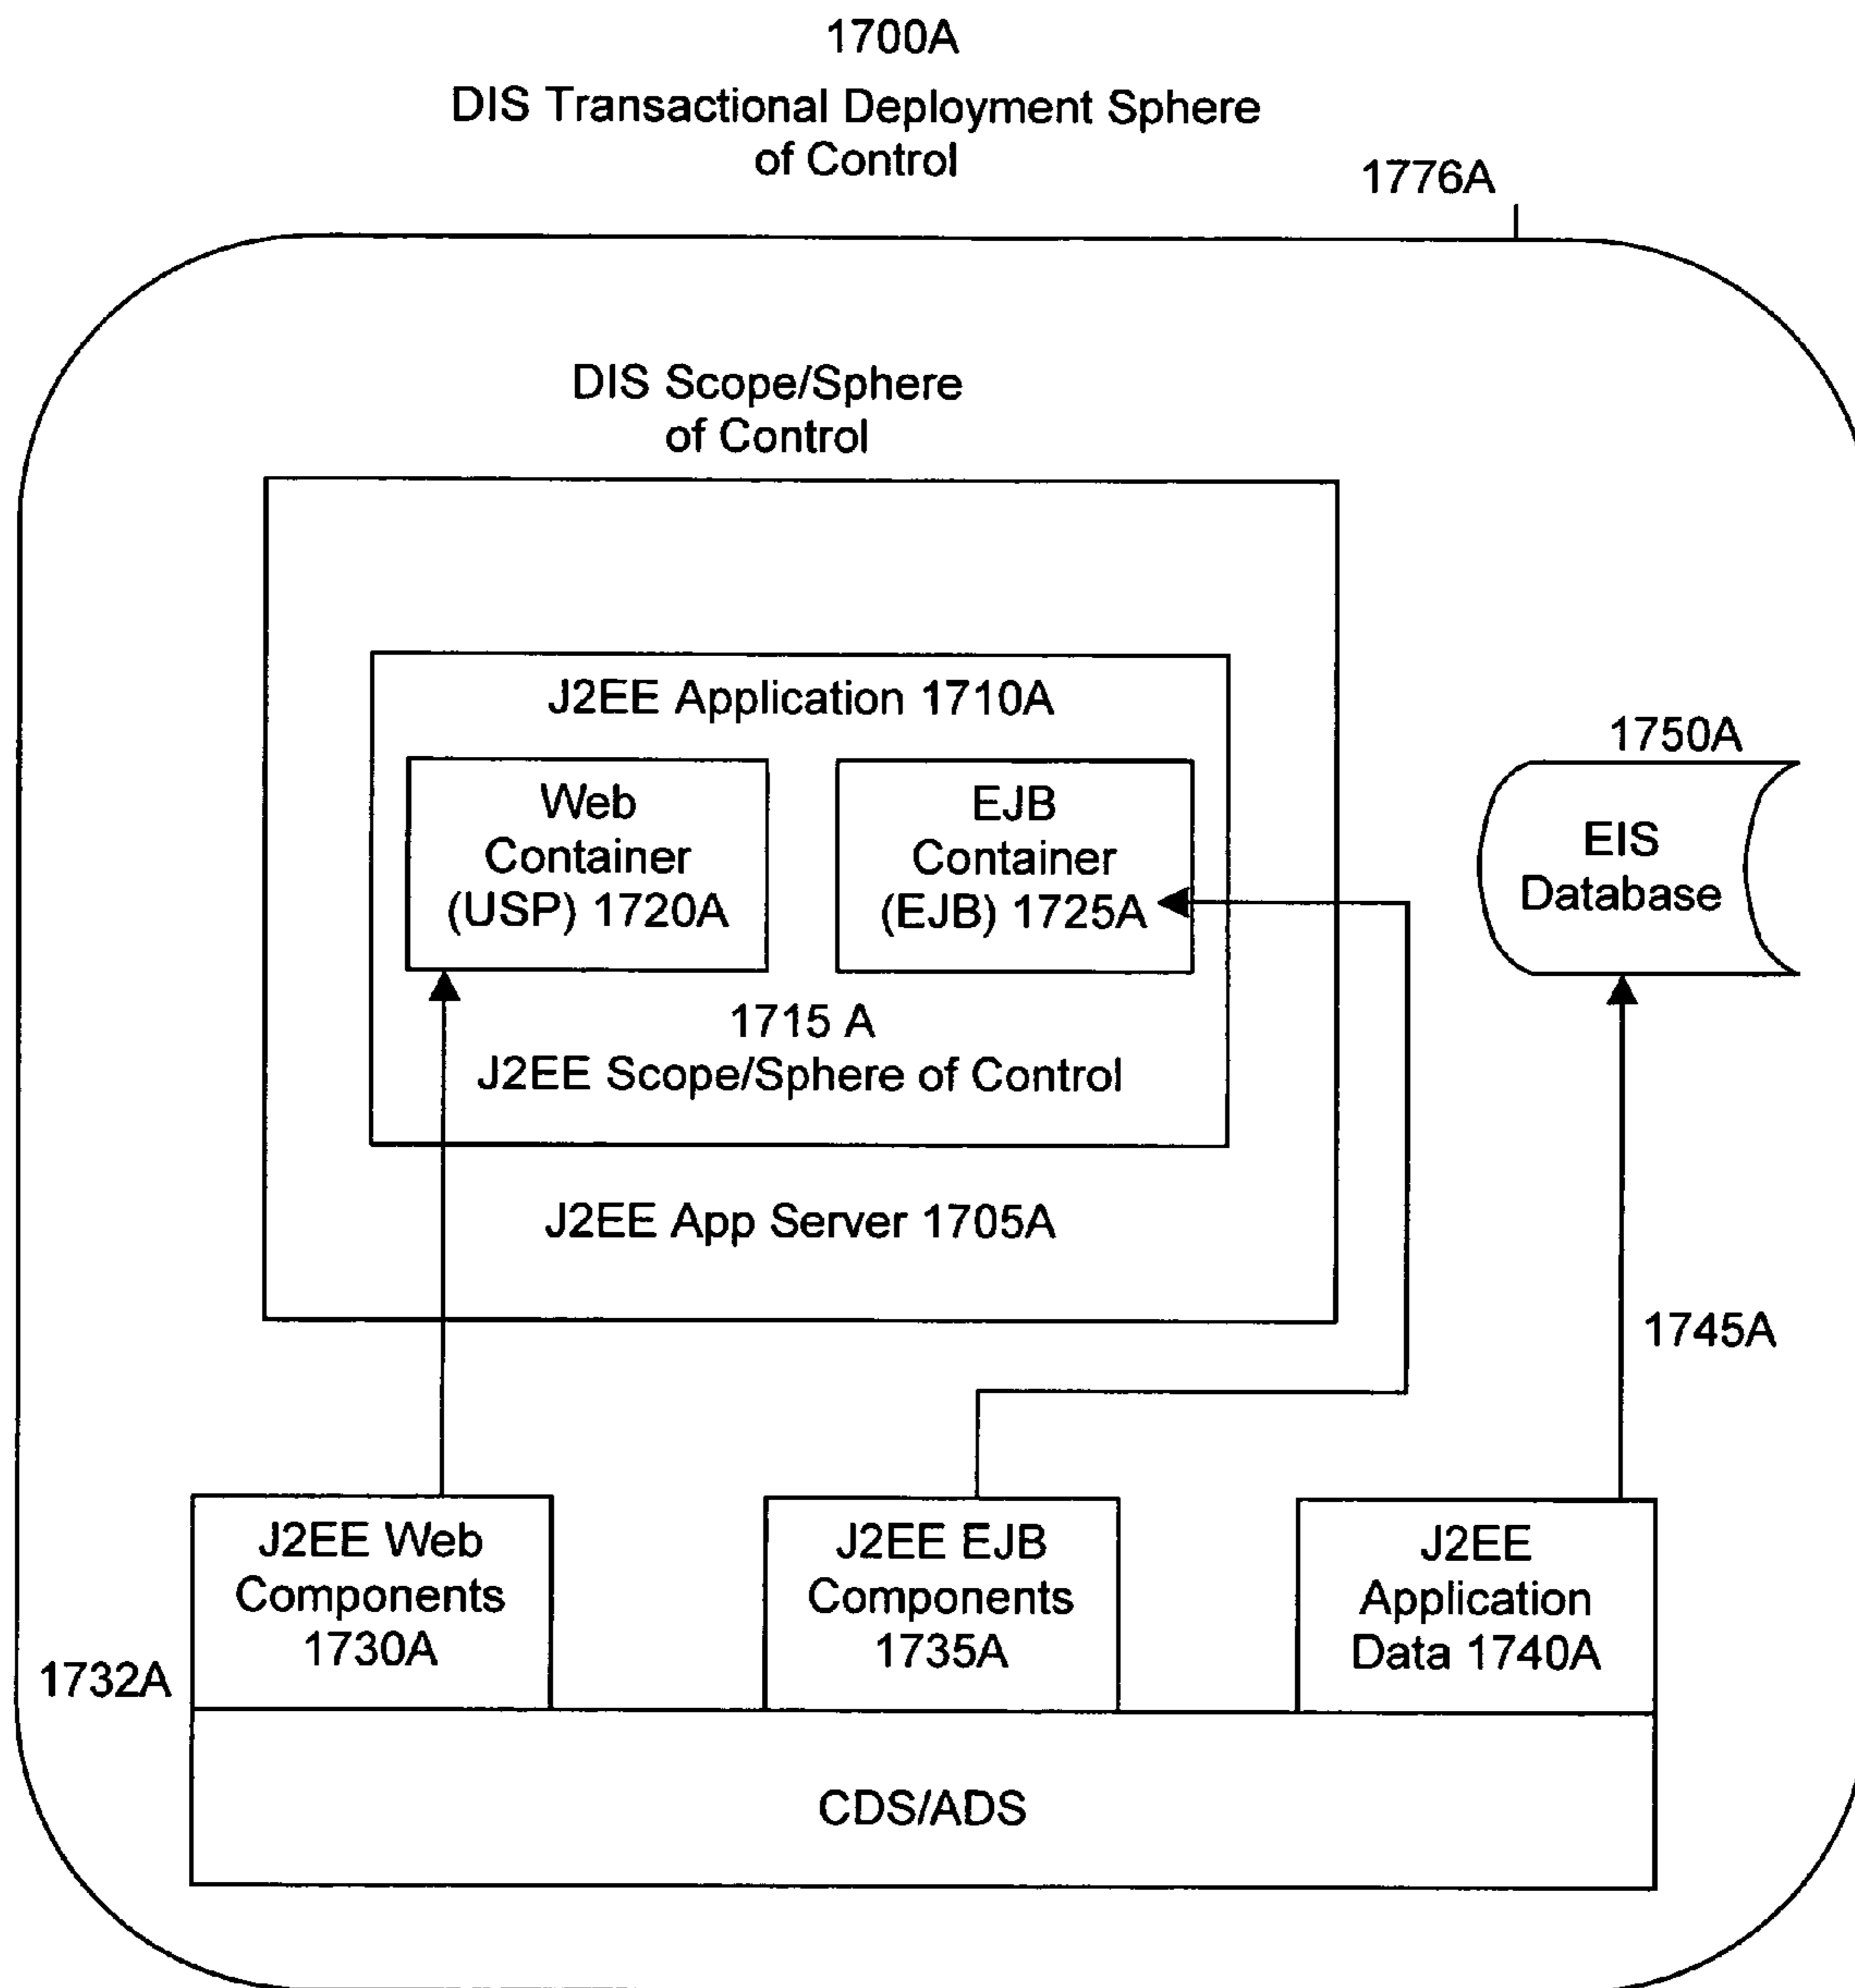 1700A
DIS Transactional Deployment Sphere
of Control
1776A
DIS Scope/Sphere
of Control
J2EE Application 1710A
Web
Container
(USP) 1720A
EJB
Container
(EJB) 1725A
1715 A
J2EE Scope/Sphere of Control
J2EE App Server 1705A
1750A
EIS
Database
1745A
J2EE Web
Components
1730A
J2EE EJB
Components
1735A
J2EE
Application
Data 1740A
1732A
CDS/ADS